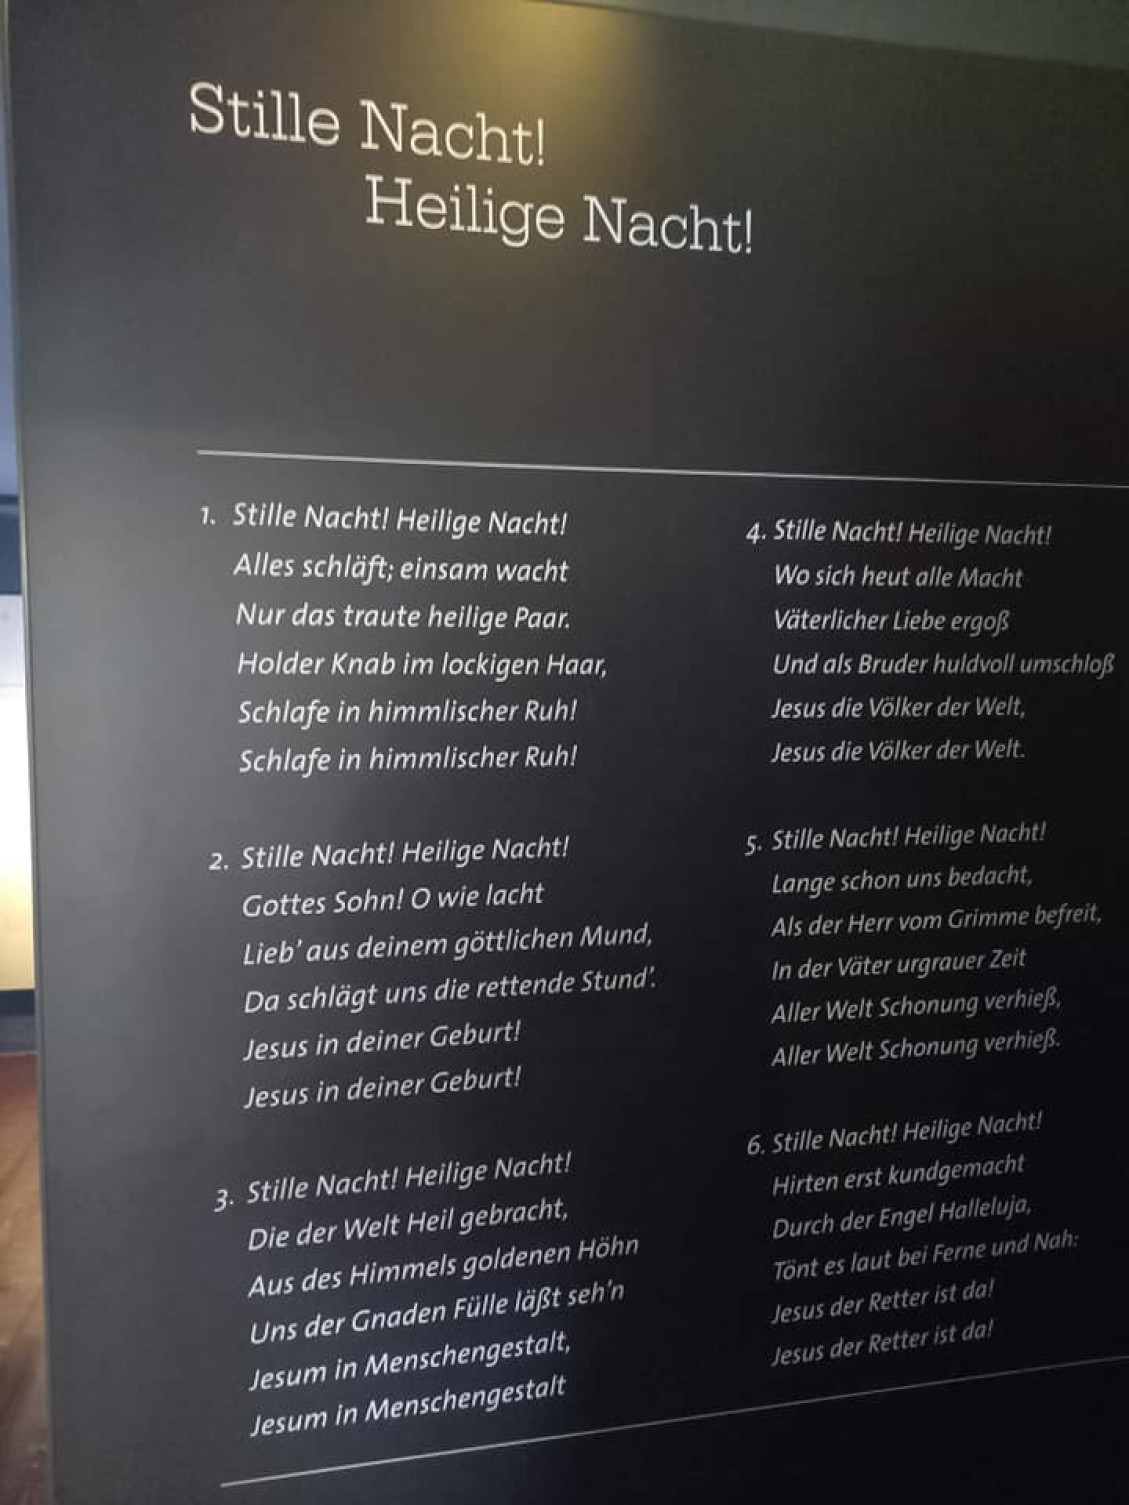 Stille Nacht!
Heilige Nacht!
1. Stille Nacht! Heilige Nacht!
Alles schläft; einsam wacht
Nur das traute heilige Paar.
Holder Knab im lockigen Haar,
Schlafe in himmlischer Ruh!
Schlafe in himmlischer Ruh!
2. Stille Nacht! Heilige Nacht!
Gottes Sohn! O wie lacht
Lieb' aus deinem göttlichen Mund,
Da schlägt uns die rettende Stund'.
Jesus in deiner Geburt!
Jesus in deiner Geburt!
3. Stille Nacht! Heilige Nacht!
Die der Welt Heil gebracht,
Aus des Himmels goldenen Höhn
Uns der Gnaden Fülle läßt seh'n
Jesum in Menschengestalt,
Jesum in Menschengestalt
4. Stille Nacht! Heilige Nacht!
Wo sich heut alle Macht
Väterlicher Liebe ergoß
Und als Bruder huldvoll umschloß
Jesus die Völker der Welt,
Jesus die Völker der Welt.
5. Stille Nacht! Heilige Nacht!
Lange schon uns bedacht,
Als der Herr vom Grimme befreit,
In der Väter urgrauer Zeit
Aller Welt Schonung verhieß,
Aller Welt Schonung verhieß.
6. Stille Nacht! Heilige Nacht!
Hirten erst kundgemacht
Durch der Engel Halleluja,
Tönt es laut bei Ferne und Nah:
Jesus der Retter ist da!
Jesus der Retter ist da!